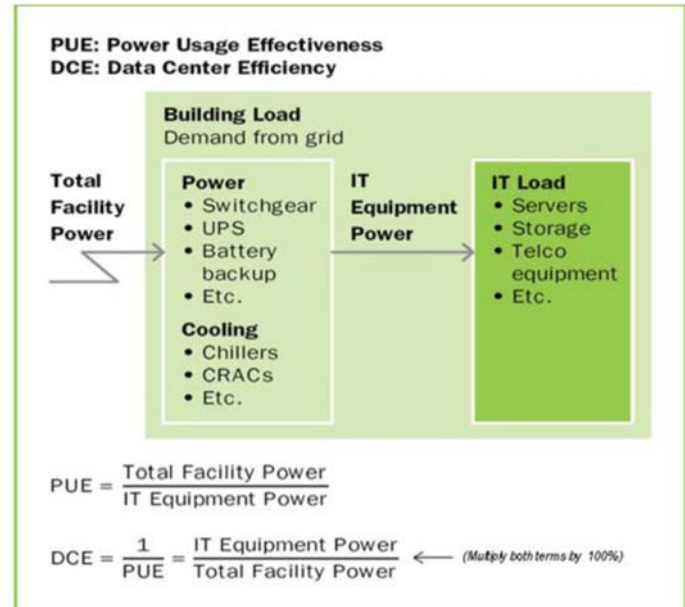 PUE: Power Usage Effectiveness
DCE: Data Center Efficiency
Building Load
Demand from grid
Total
Facility
Power
Power
• Switchgear
• UPS
• Battery
backup
• Etc.
Cooling
• Chillers
• CRACs
• Etc.
IT
Equipment
Power
IT Load
• Servers
• Storage
• Telco
equipment
• Etc.
PUE = Total Facility Power / IT Equipment Power
DCE = 1 / PUE = IT Equipment Power / Total Facility Power (Multiply both terms by 100%)